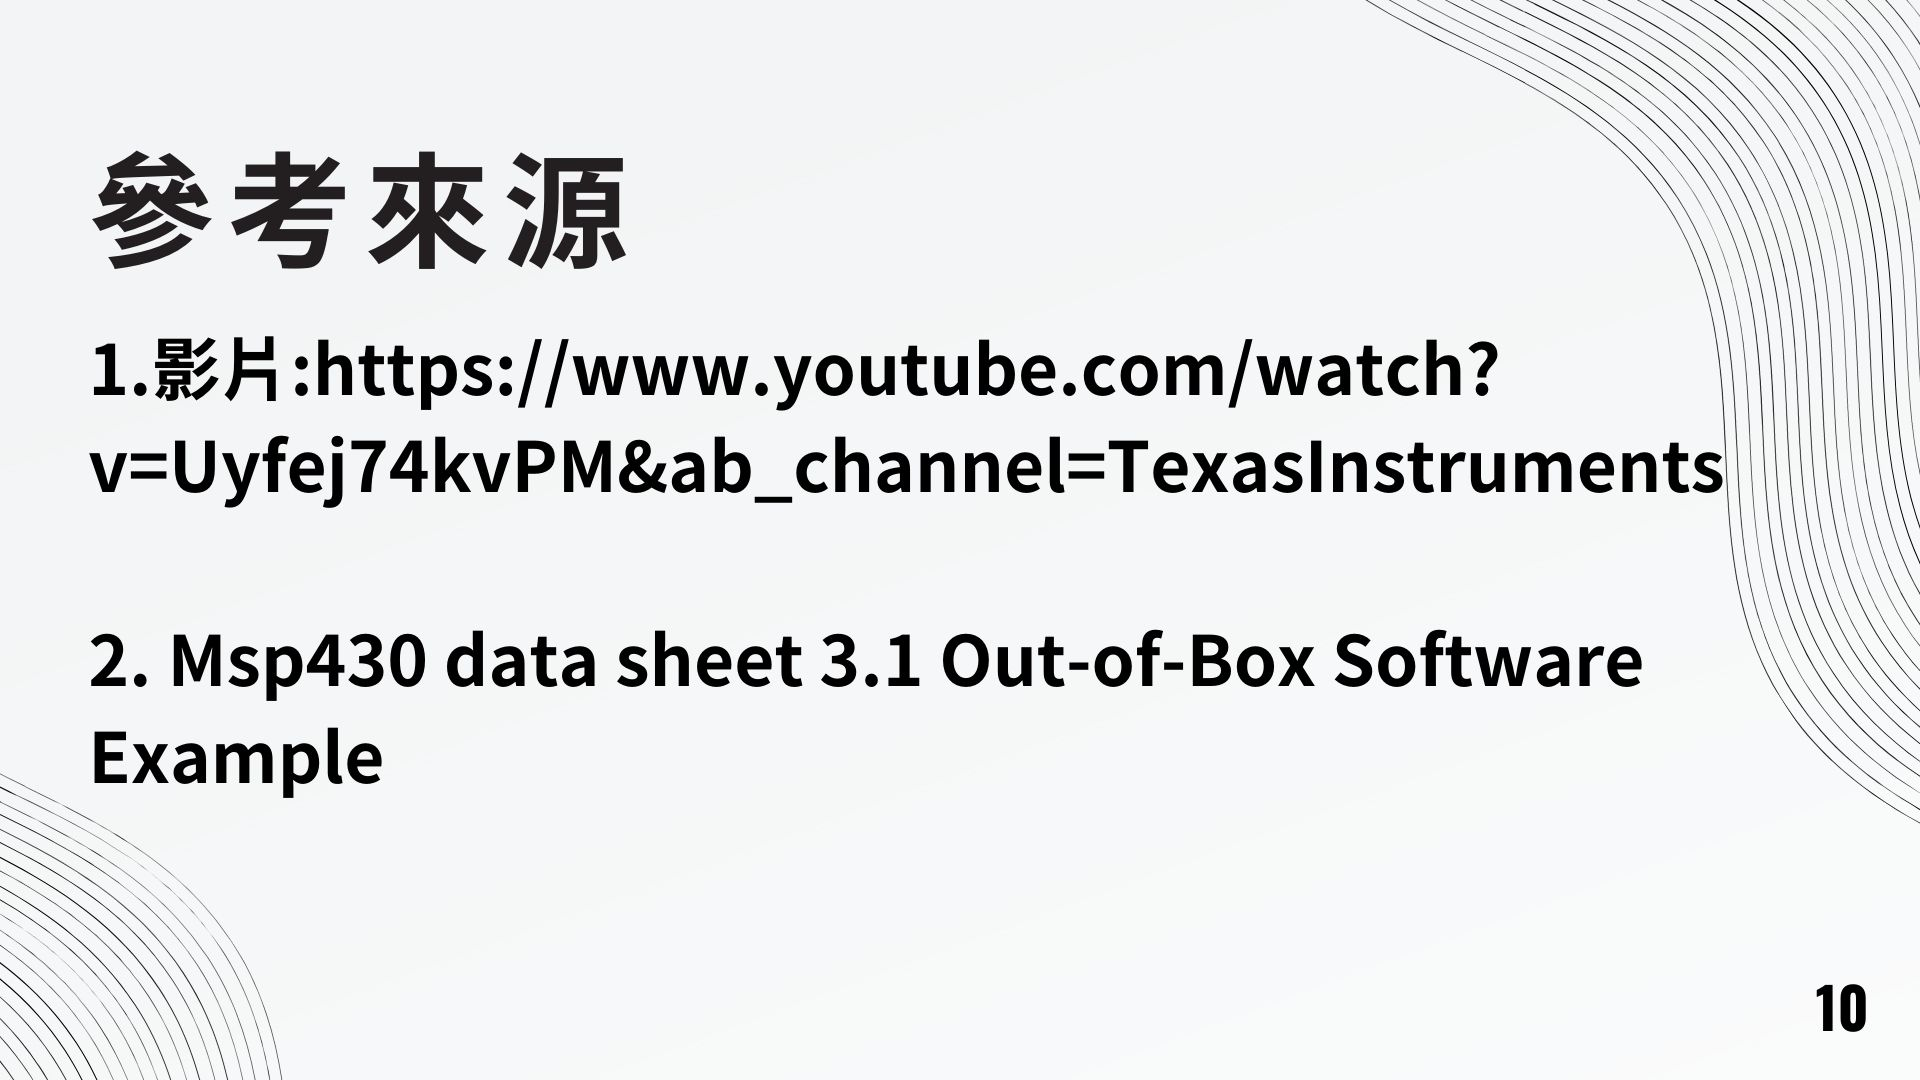 參考來源
1.影片:https://www.youtube.com/watch?
v=Uyfej74kvPM&ab_channel=TexasInstruments
2. Msp430 data sheet 3.1 Out-of-Box Software
Example
10